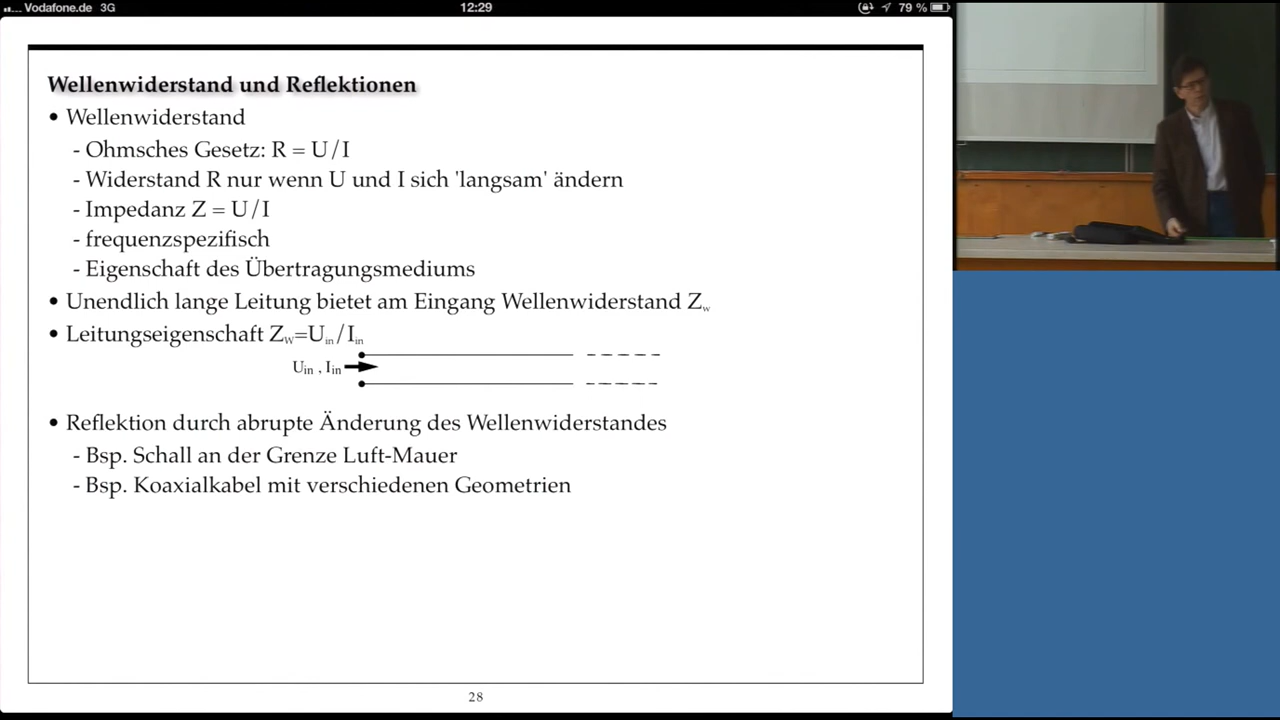 Vodafone.de 3G 12:29 79 %
Wellenwiderstand und Reflektionen
• Wellenwiderstand
- Ohmsches Gesetz: R = U/I
- Widerstand R nur wenn U und I sich 'langsam' ändern
- Impedanz Z = U/I
- frequenzspezifisch
- Eigenschaft des Übertragungsmediums
• Unendlich lange Leitung bietet am Eingang Wellenwiderstand Zw
• Leitungseigenschaft ZW=Uin/Iin
Uin , Iin
• Reflektion durch abrupte Änderung des Wellenwiderstandes
- Bsp. Schall an der Grenze Luft-Mauer
- Bsp. Koaxialkabel mit verschiedenen Geometrien
28